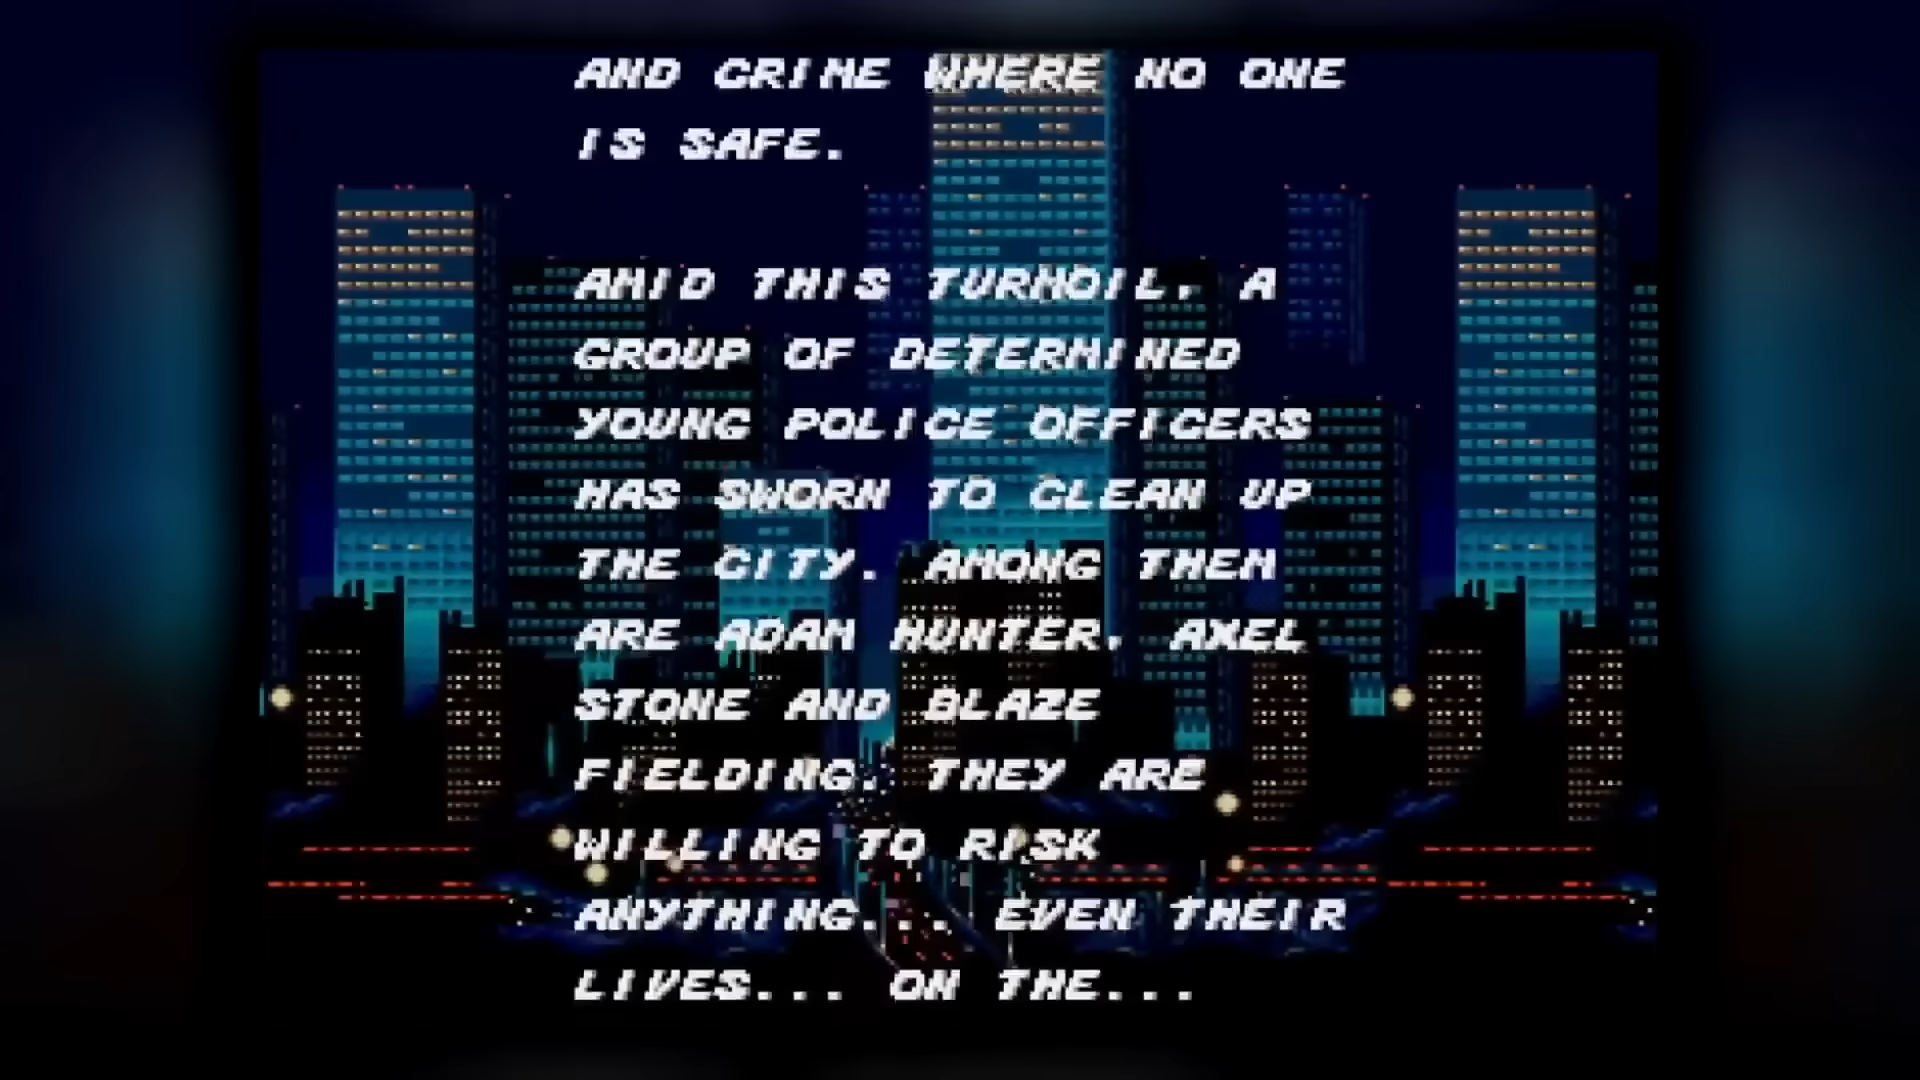 AND CRIME WHERE NO ONE
IS SAFE.
AMID THIS TURMOIL, A
GROUP OF DETERMINED
YOUNG POLICE OFFICERS
HAS SWORN TO CLEAN UP
THE CITY. AMONG THEM
ARE ADAM HUNTER, AXEL
STONE AND BLAZE
FIELDING. THEY ARE
WILLING TO RISK
ANYTHING... EVEN THEIR
LIVES... ON THE...